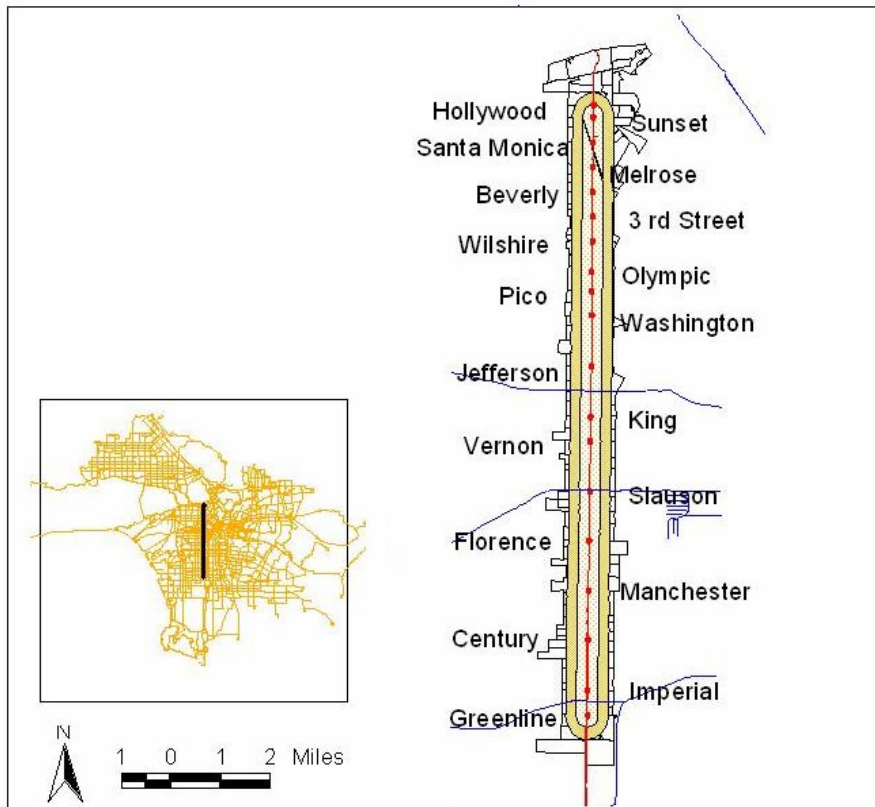 Hollywood
Sunset
Santa Monica
Melrose
Beverly
3 rd Street
Wilshire
Olympic
Pico
Washington
Jefferson
King
Vernon
Slauson
Florence
Manchester
Century
Imperial
Greenline
N
1 0 1 2 Miles